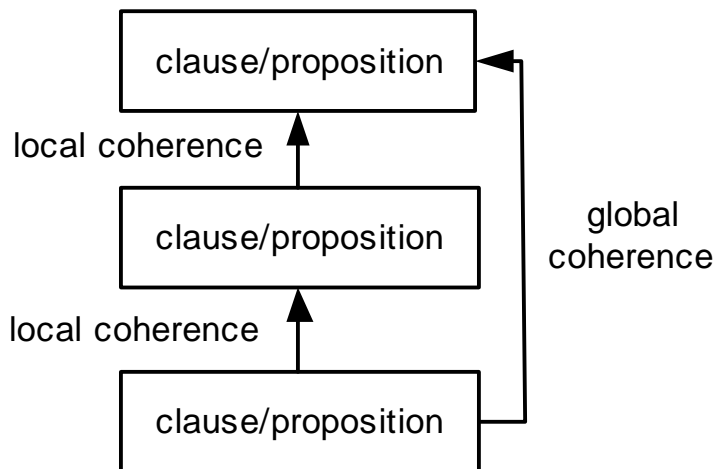 clause/proposition
local coherence
clause/proposition
global
coherence
local coherence
clause/proposition